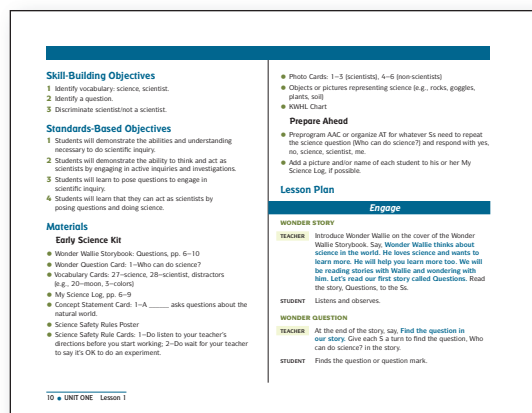 Skill-Building Objectives
1 Identify vocabulary: science, scientist.
2 Identify a question.
3 Discriminate scientist/not a scientist.
Standards-Based Objectives
1 Students will demonstrate the abilities and understanding
necessary to do scientific inquiry.
2 Students will demonstrate the ability to think and act as
scientists by engaging in active inquiries and investigations.
3 Students will learn to pose questions to engage in
scientific inquiry.
4 Students will learn that they can act as scientists by
posing questions and doing science.
Materials
Early Science Kit
● Wonder Wallie Storybook: Questions, pp. 6–10
● Wonder Question Card: 1–Who can do science?
● Vocabulary Cards: 27–science, 28–scientist, distractors
(e.g., 20–moon, 3–colors)
● My Science Log, pp. 6–9
● Concept Statement Card: 1–A _____ asks questions about the
natural world.
● Science Safety Rules Poster
● Science Safety Rule Cards: 1–Do listen to your teacher's
directions before you start working; 2–Do wait for your teacher
to say it's OK to do an experiment.
● Photo Cards: 1–3 (scientists), 4–6 (non-scientists)
● Objects or pictures representing science (e.g., rocks, goggles,
plants, soil)
● KWHL Chart
Prepare Ahead
● Preprogram AAC or organize AT for whatever Ss need to repeat
the science question (Who can do science?) and respond with yes,
no, science, scientist, me.
● Add a picture and/or name of each student to his or her My
Science Log, if possible.
Lesson Plan
Engage
WONDER STORY
TEACHER Introduce Wonder Wallie on the cover of the Wonder
Wallie Storybook. Say, Wonder Wallie thinks about
science in the world. He loves science and wants to
learn more. He will help you learn more too. We will
be reading stories with Wallie and wondering with
him. Let's read our first story called Questions. Read
the story, Questions, to the Ss.
STUDENT Listens and observes.
WONDER QUESTION
TEACHER At the end of the story, say, Find the question in
our story. Give each S a turn to find the question, Who
can do science? in the story.
STUDENT Finds the question or question mark.
10 ● UNIT ONE Lesson 1